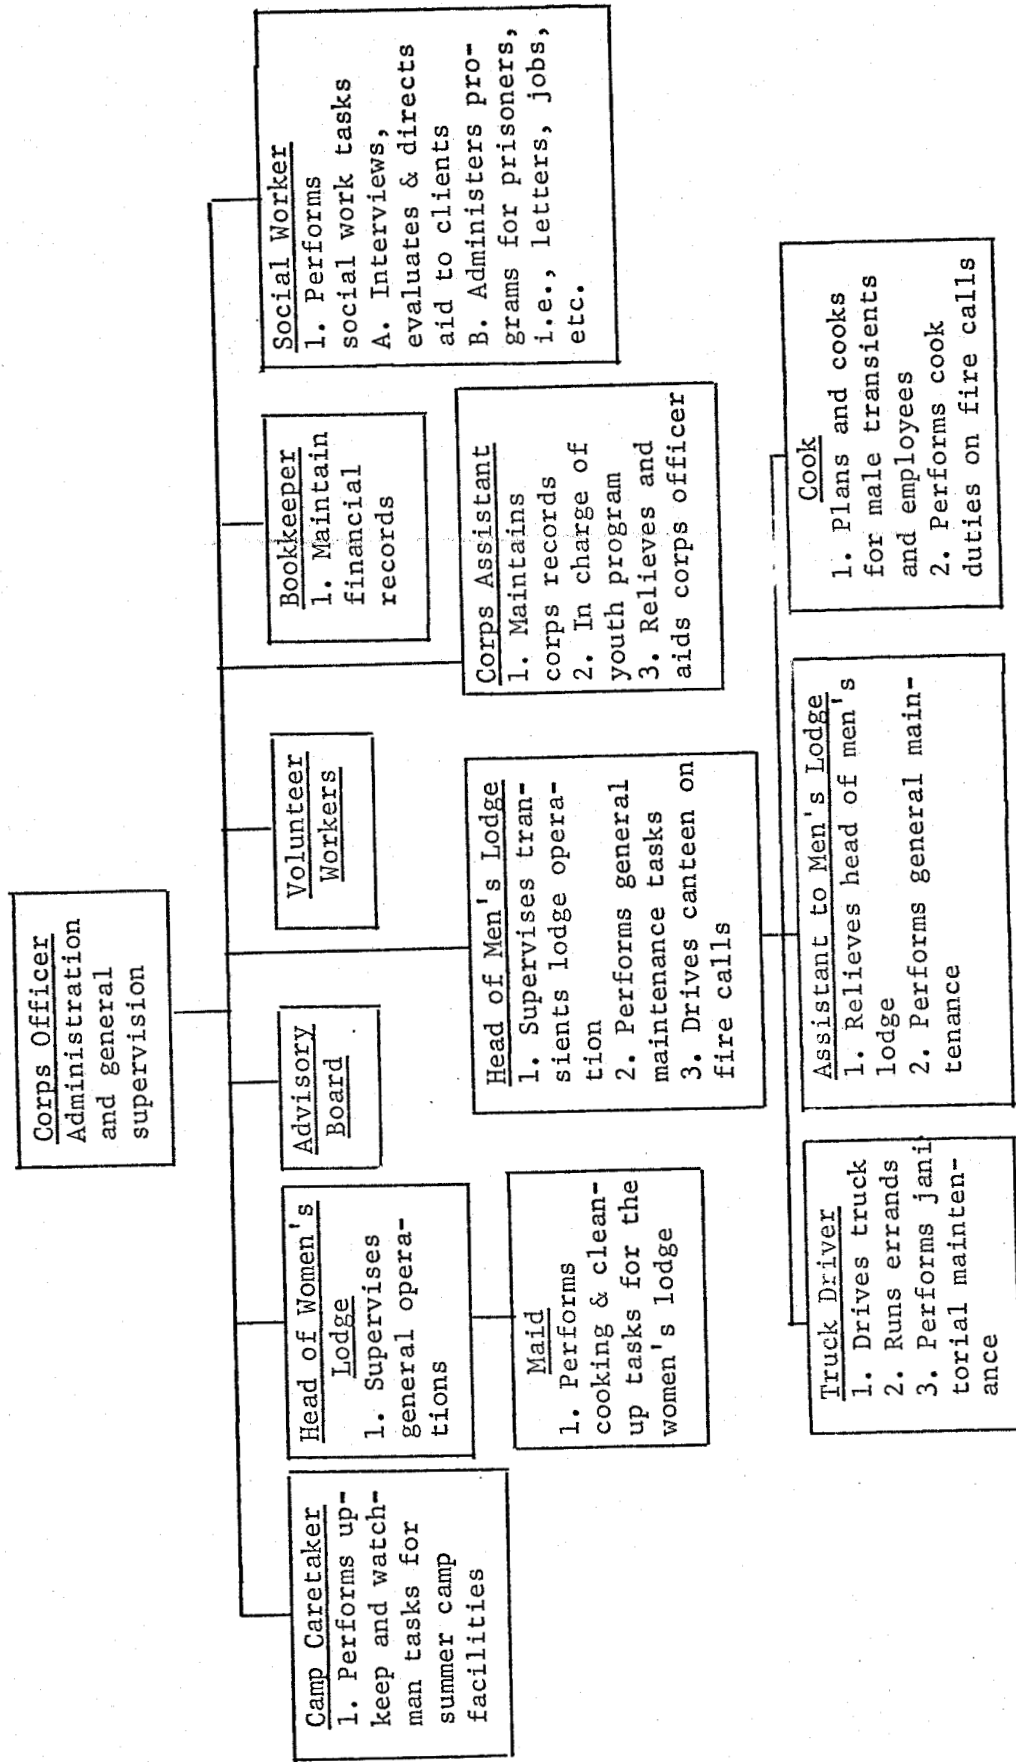 Corps Officer
Administration
and general
supervision
Camp Caretaker
1. Performs up-
keep and watch-
man tasks for
summer camp
facilities
Head of Women's
Lodge
1. Supervises
general opera-
tions
Advisory
Board
Volunteer
Workers
Bookkeeper
1. Maintain
financial
records
Social Worker
1. Performs
social work tasks
A. Interviews,
evaluates & directs
aid to clients
B. Administers pro-
grams for prisoners,
i.e., letters, jobs,
etc.
Maid
1. Performs
cooking & clean-
up tasks for the
women's lodge
Head of Men's Lodge
1. Supervises tran-
sients lodge opera-
tion
2. Performs general
maintenance tasks
3. Drives canteen on
fire calls
Corps Assistant
1. Maintains
corps records
2. In charge of
youth program
3. Relieves and
aids corps officer
Truck Driver
1. Drives truck
2. Runs errands
3. Performs jani
torial mainten-
ance
Assistant to Men's Lodge
1. Relieves head of men's
lodge
2. Performs general main-
tenance
Cook
1. Plans and cooks
for male transients
and employees
2. Performs cook
duties on fire calls